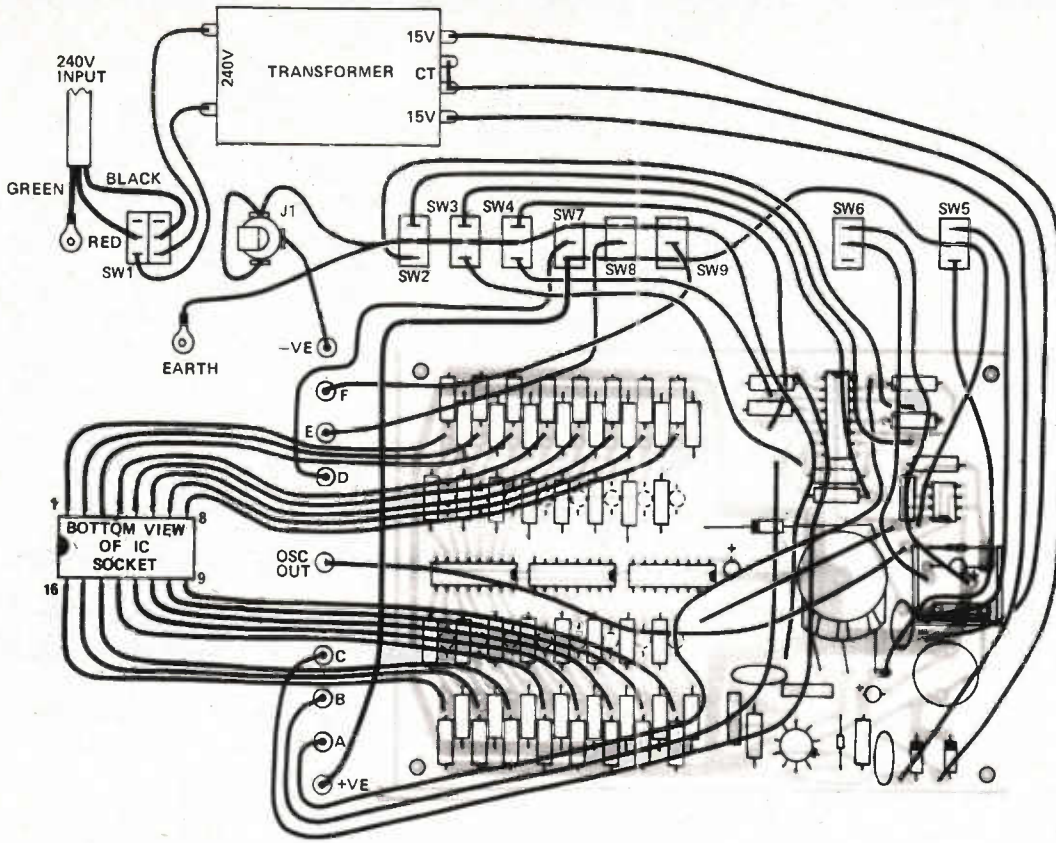 240V
INPUT
240V
TRANSFORMER
15V
CT
15V
GREEN
BLACK
RED
SW1
J1
SW3
SW4
SW7
SW6
SW5
SW2
SW8
SW9
EARTH
–VE
F
E
D
1
8
BOTTOM VIEW
OF IC
SOCKET
16
9
OSC
OUT
C
B
A
+VE
+
+
+